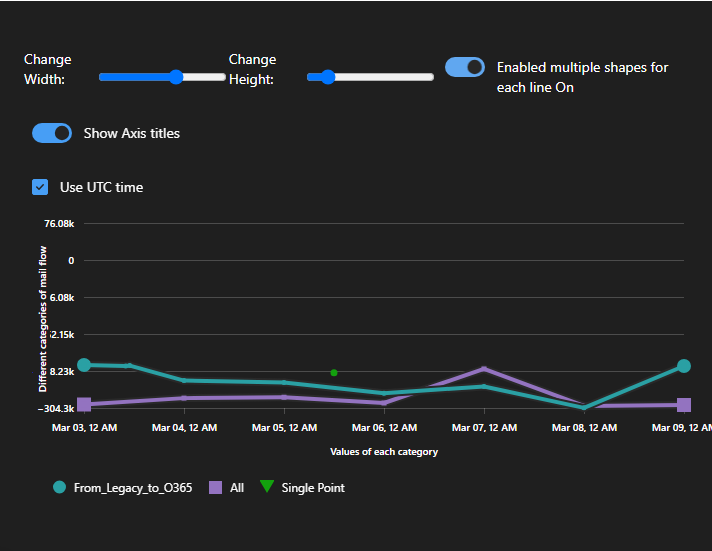 Change Width:
Change Height:
Enabled multiple shapes for each line On
Show Axis titles
Use UTC time
76.08k
0
6.08k
2.15k
8.23k
−304.3k
Different categories of mail flow
Mar 03, 12 AM
Mar 04, 12 AM
Mar 05, 12 AM
Mar 06, 12 AM
Mar 07, 12 AM
Mar 08, 12 AM
Mar 09, 12 AM
Values of each category
From_Legacy_to_O365
All
Single Point